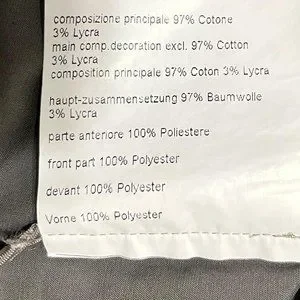 composizione principale 97% Cotone
3% Lycra
main comp.decoration excl. 97% Cotton
3% Lycra
composition principale 97% Coton 3% Lycra
haupt-zusammensetzung 97% Baumwolle
3% Lycra
parte anteriore 100% Poliestere
front part 100% Polyester
devant 100% Polyester
Vorne 100% Polyester